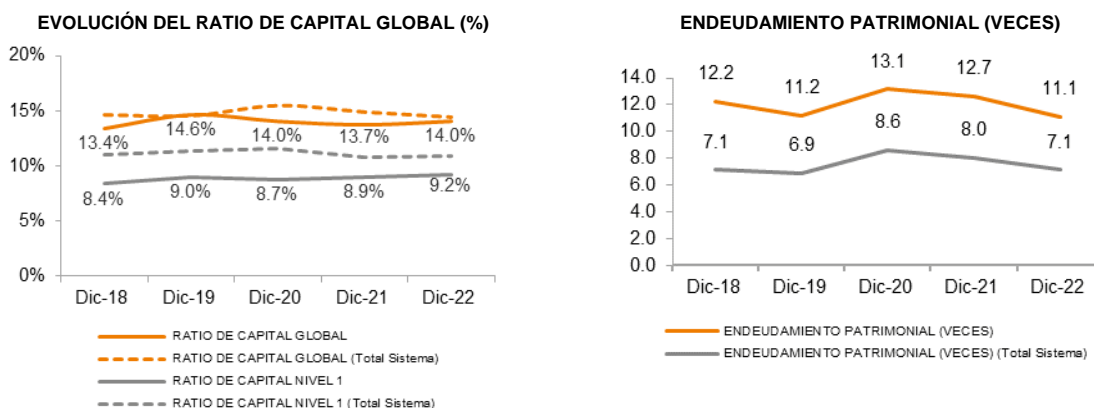 EVOLUCIÓN DEL RATIO DE CAPITAL GLOBAL (%)
20%
15%
10%
5%
0%
13.4%
14.6%
14.0%
13.7%
14.0%
8.4%
9.0%
8.7%
8.9%
9.2%
Dic-18
Dic-19
Dic-20
Dic-21
Dic-22
RATIO DE CAPITAL GLOBAL
RATIO DE CAPITAL GLOBAL (Total Sistema)
RATIO DE CAPITAL NIVEL 1
RATIO DE CAPITAL NIVEL 1 (Total Sistema)
ENDEUDAMIENTO PATRIMONIAL (VECES)
14.0
12.0
10.0
8.0
6.0
4.0
2.0
0.0
12.2
11.2
13.1
12.7
11.1
7.1
6.9
8.6
8.0
7.1
Dic-18
Dic-19
Dic-20
Dic-21
Dic-22
ENDEUDAMIENTO PATRIMONIAL (VECES)
ENDEUDAMIENTO PATRIMONIAL (VECES) (Total Sistema)